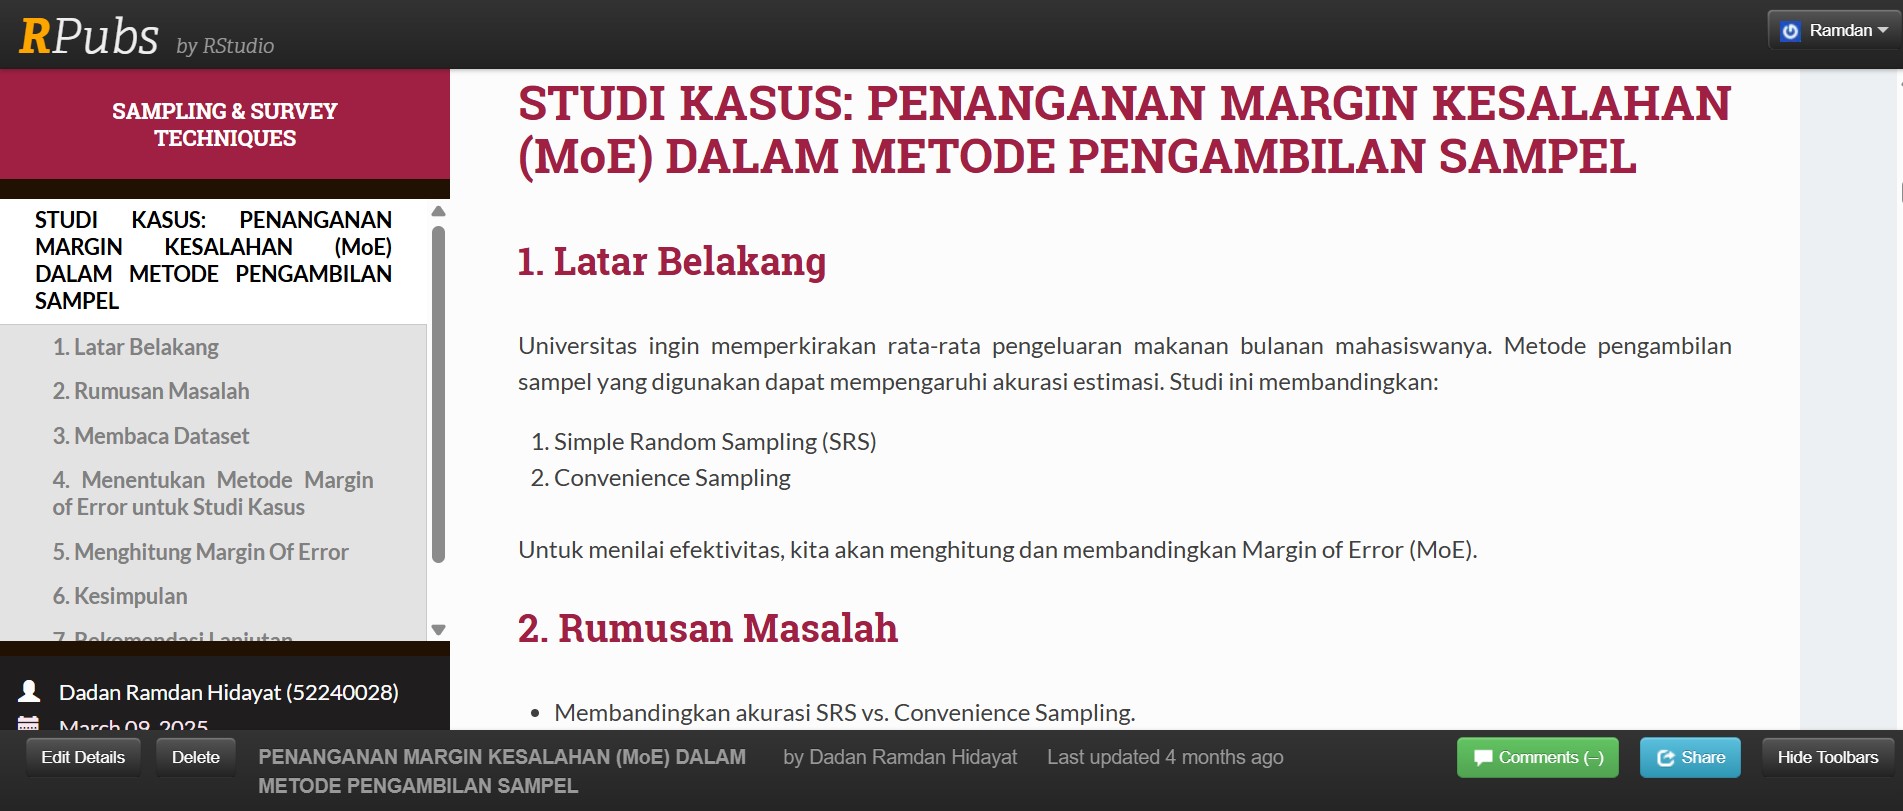 RPubs by RStudio
Ramdan
SAMPLING & SURVEY
TECHNIQUES
STUDI KASUS: PENANGANAN
MARGIN KESALAHAN (MoE)
DALAM METODE PENGAMBILAN
SAMPEL
1. Latar Belakang
2. Rumusan Masalah
3. Membaca Dataset
4. Menentukan Metode Margin
of Error untuk Studi Kasus
5. Menghitung Margin Of Error
6. Kesimpulan
7. Rekomendasi Lanjutan
Dadan Ramdan Hidayat (52240028)
March 09, 2025
STUDI KASUS: PENANGANAN MARGIN KESALAHAN
(MoE) DALAM METODE PENGAMBILAN SAMPEL
1. Latar Belakang
Universitas ingin memperkirakan rata-rata pengeluaran makanan bulanan mahasiswanya. Metode pengambilan
sampel yang digunakan dapat mempengaruhi akurasi estimasi. Studi ini membandingkan:
1. Simple Random Sampling (SRS)
2. Convenience Sampling
Untuk menilai efektivitas, kita akan menghitung dan membandingkan Margin of Error (MoE).
2. Rumusan Masalah
• Membandingkan akurasi SRS vs. Convenience Sampling.
Edit Details
Delete
PENANGANAN MARGIN KESALAHAN (MoE) DALAM
METODE PENGAMBILAN SAMPEL
by Dadan Ramdan Hidayat
Last updated 4 months ago
Comments (–)
Share
Hide Toolbars